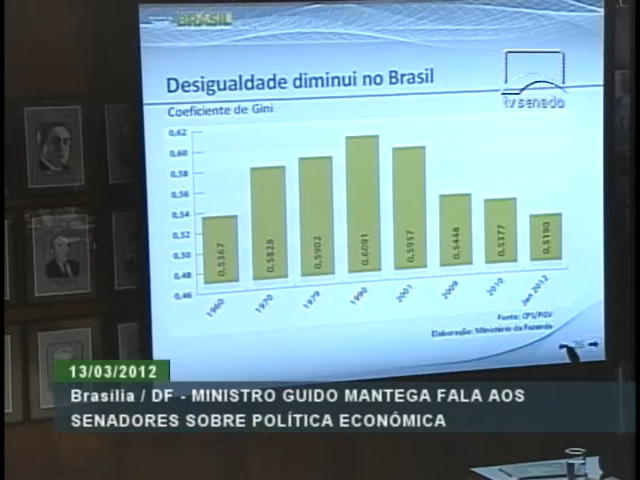 BRASIL
Desigualdade diminui no Brasil
tv senado
Coeficiente de Gini
0,62
0,60
0,58
0,56
0,54
0,52
0,50
0,48
0,46
0,5367
0,5828
0,5902
0,6091
0,5957
0,5448
0,5377
0,5190
1960
1970
1979
1990
2001
2009
2010
Jan 2012
Fonte: CPS/FGV
Elaboração: Ministério da Fazenda
13/03/2012
Brasília / DF - MINISTRO GUIDO MANTEGA FALA AOS
SENADORES SOBRE POLÍTICA ECONÔMICA